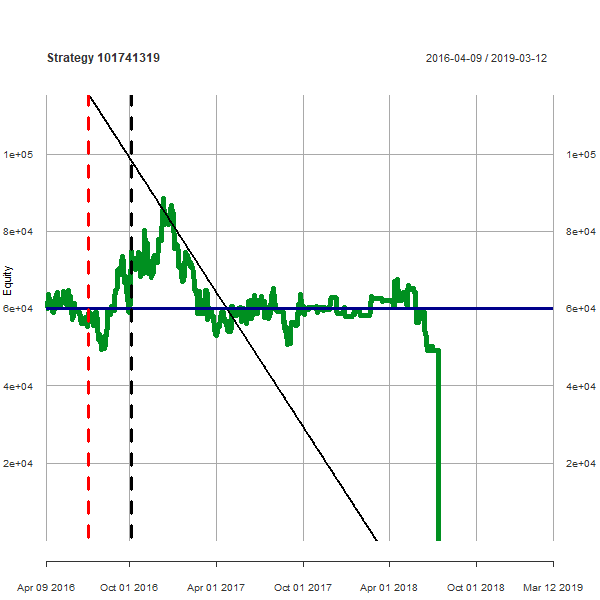 Strategy 101741319
2016-04-09 / 2019-03-12
1e+05
1e+05
8e+04
8e+04
Equity
6e+04
6e+04
4e+04
4e+04
2e+04
2e+04
Apr 09 2016
Oct 01 2016
Apr 01 2017
Oct 01 2017
Apr 01 2018
Oct 01 2018
Mar 12 2019